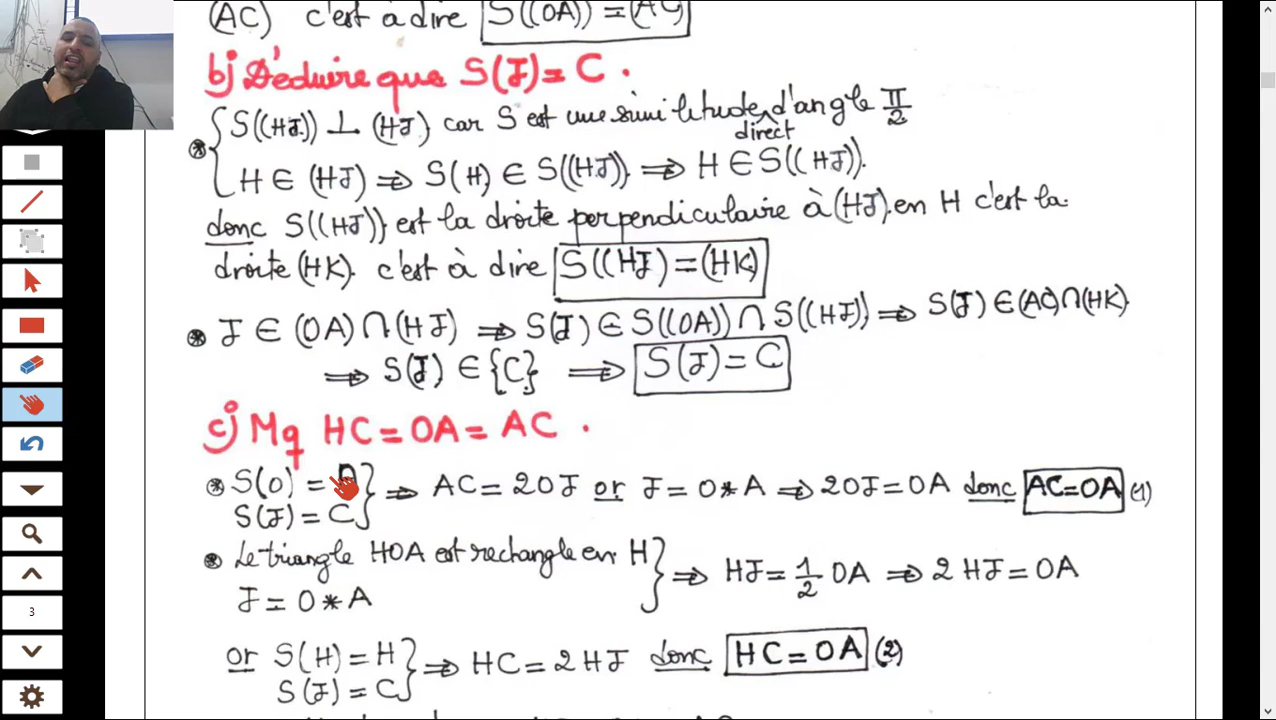 (AC) c'est à dire S((OA)) = (AC)
b) Déduire que S(J) = C .
* { S((HJ)) ⊥ (HJ) car S est une similitude d'angle π/2
direct
H ∈ (HJ) ⇒ S(H) ∈ S((HJ)) ⇒ H ∈ S((HJ)).
donc S((HJ)) est la droite perpendiculaire à (HJ) en H c'est la
droite (HK). c'est à dire S((HJ) = (HK)
* J ∈ (OA) ∩ (HJ) ⇒ S(J) ∈ S((OA)) ∩ S((HJ)) ⇒ S(J) ∈ (AC) ∩ (HK)
⇒ S(J) ∈ {C} ⇒ S(J) = C
c) Mq HC = OA = AC .
* S(O) = A
S(J) = C } ⇒ AC = 2OJ or J = O*A ⇒ 2OJ = OA donc AC = OA (1)
* Le triangle HOA est rectangle en H
J = O*A } ⇒ HJ = 1/2 OA ⇒ 2HJ = OA
or S(H) = H
S(J) = C } ⇒ HC = 2HJ donc HC = OA (2)
3